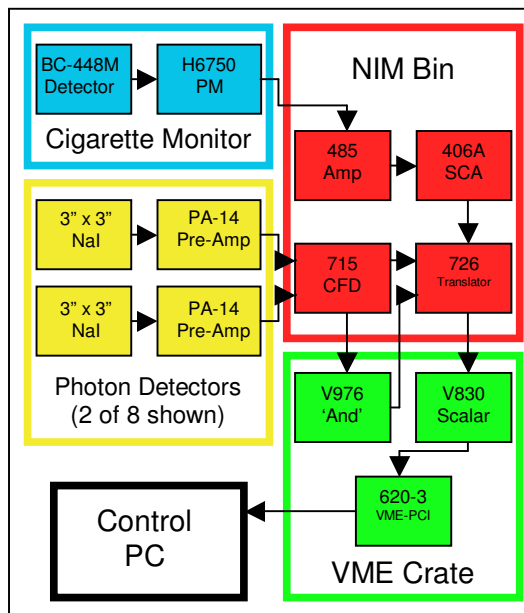 BC-448M
Detector
H6750
PM
Cigarette Monitor
NIM Bin
485
Amp
406A
SCA
3” x 3”
NaI
PA-14
Pre-Amp
715
CFD
726
Translator
3” x 3”
NaI
PA-14
Pre-Amp
Photon Detectors
(2 of 8 shown)
V976
‘And’
V830
Scalar
620-3
VME-PCI
VME Crate
Control
PC